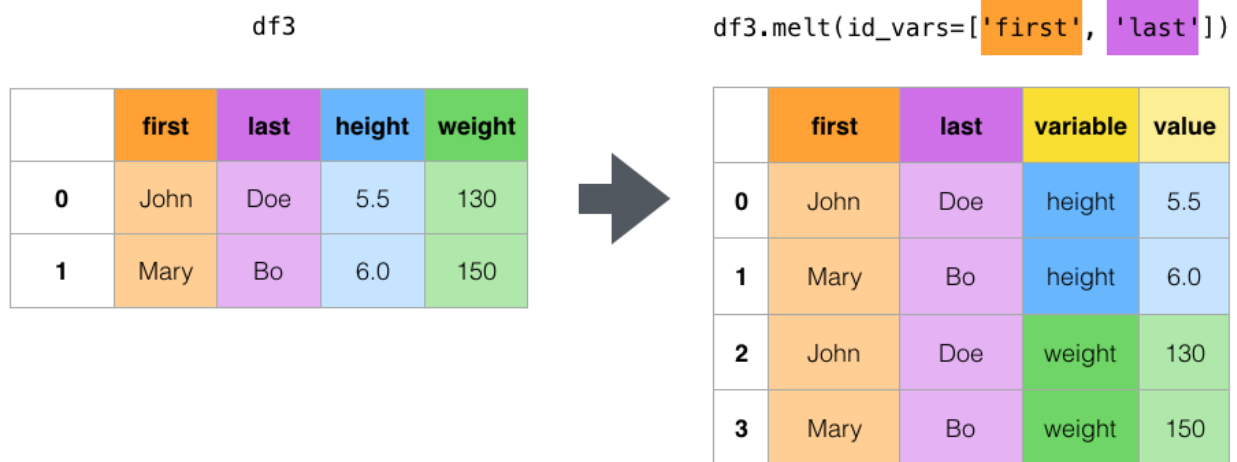 df3
first last height weight
0 John Doe 5.5 130
1 Mary Bo 6.0 150
df3.melt(id_vars=['first', 'last'])
first last variable value
0 John Doe height 5.5
1 Mary Bo height 6.0
2 John Doe weight 130
3 Mary Bo weight 150